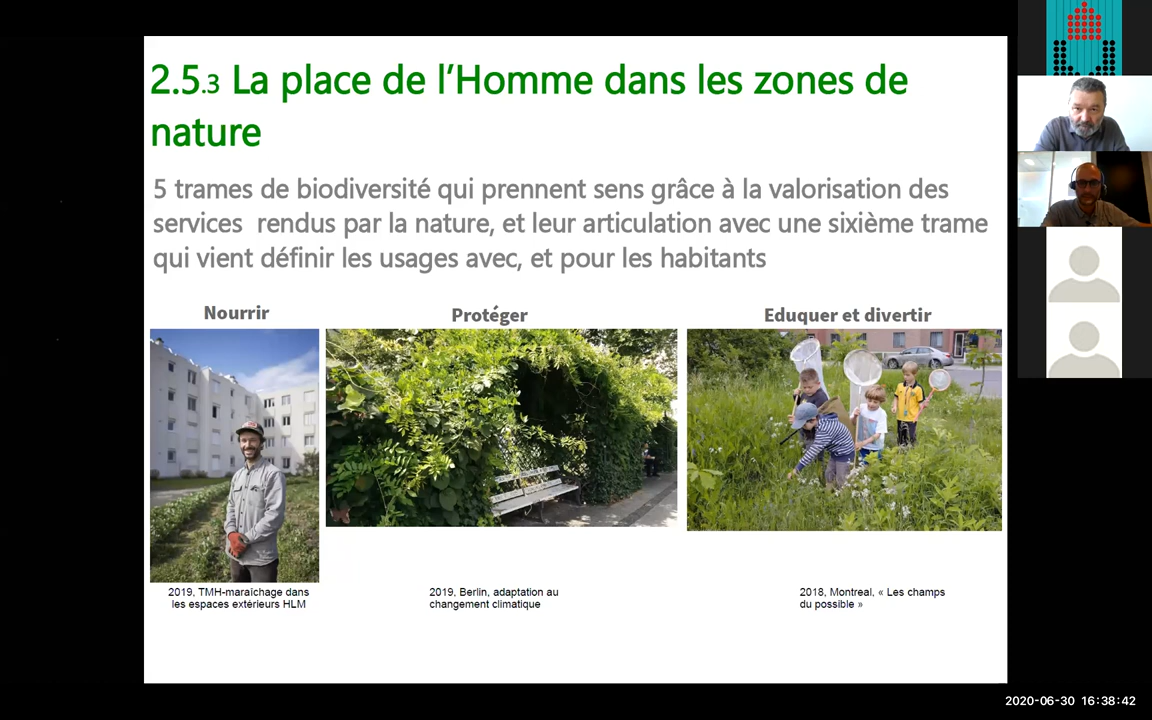 2.5.3 La place de l’Homme dans les zones de
nature
5 trames de biodiversité qui prennent sens grâce à la valorisation des
services  rendus par la nature, et leur articulation avec une sixième trame
qui vient définir les usages avec, et pour les habitants
Nourrir
Protéger
Eduquer et divertir
2019, TMH-maraîchage dans
les espaces extérieurs HLM
2019, Berlin, adaptation au
changement climatique
2018, Montreal, « Les champs
du possible »
2020-06-30 16:38:42